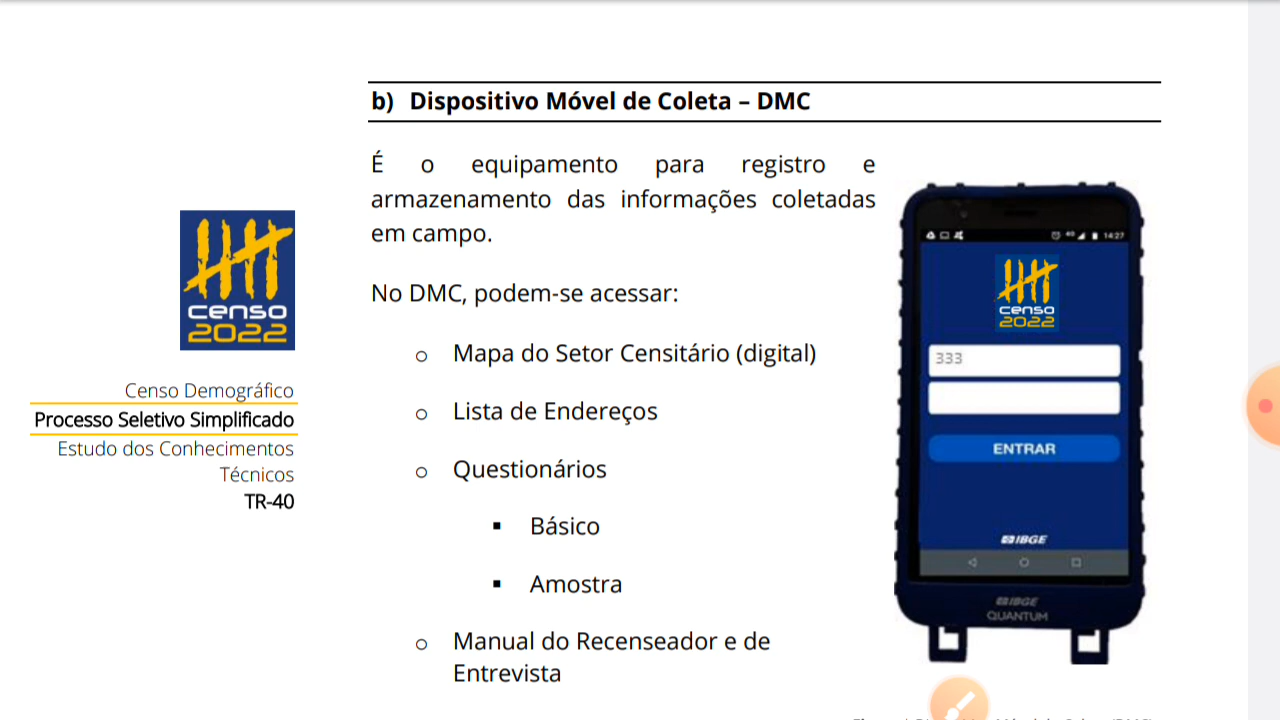 b) Dispositivo Móvel de Coleta – DMC
É o equipamento para registro e
armazenamento das informações coletadas
em campo.
No DMC, podem-se acessar:
o Mapa do Setor Censitário (digital)
o Lista de Endereços
o Questionários
▪ Básico
▪ Amostra
o Manual do Recenseador e de
Entrevista
censo
2022
Censo Demográfico
Processo Seletivo Simplificado
Estudo dos Conhecimentos
Técnicos
TR-40
14:27
censo
2022
333
ENTRAR
IBGE
IBGE
QUANTUM